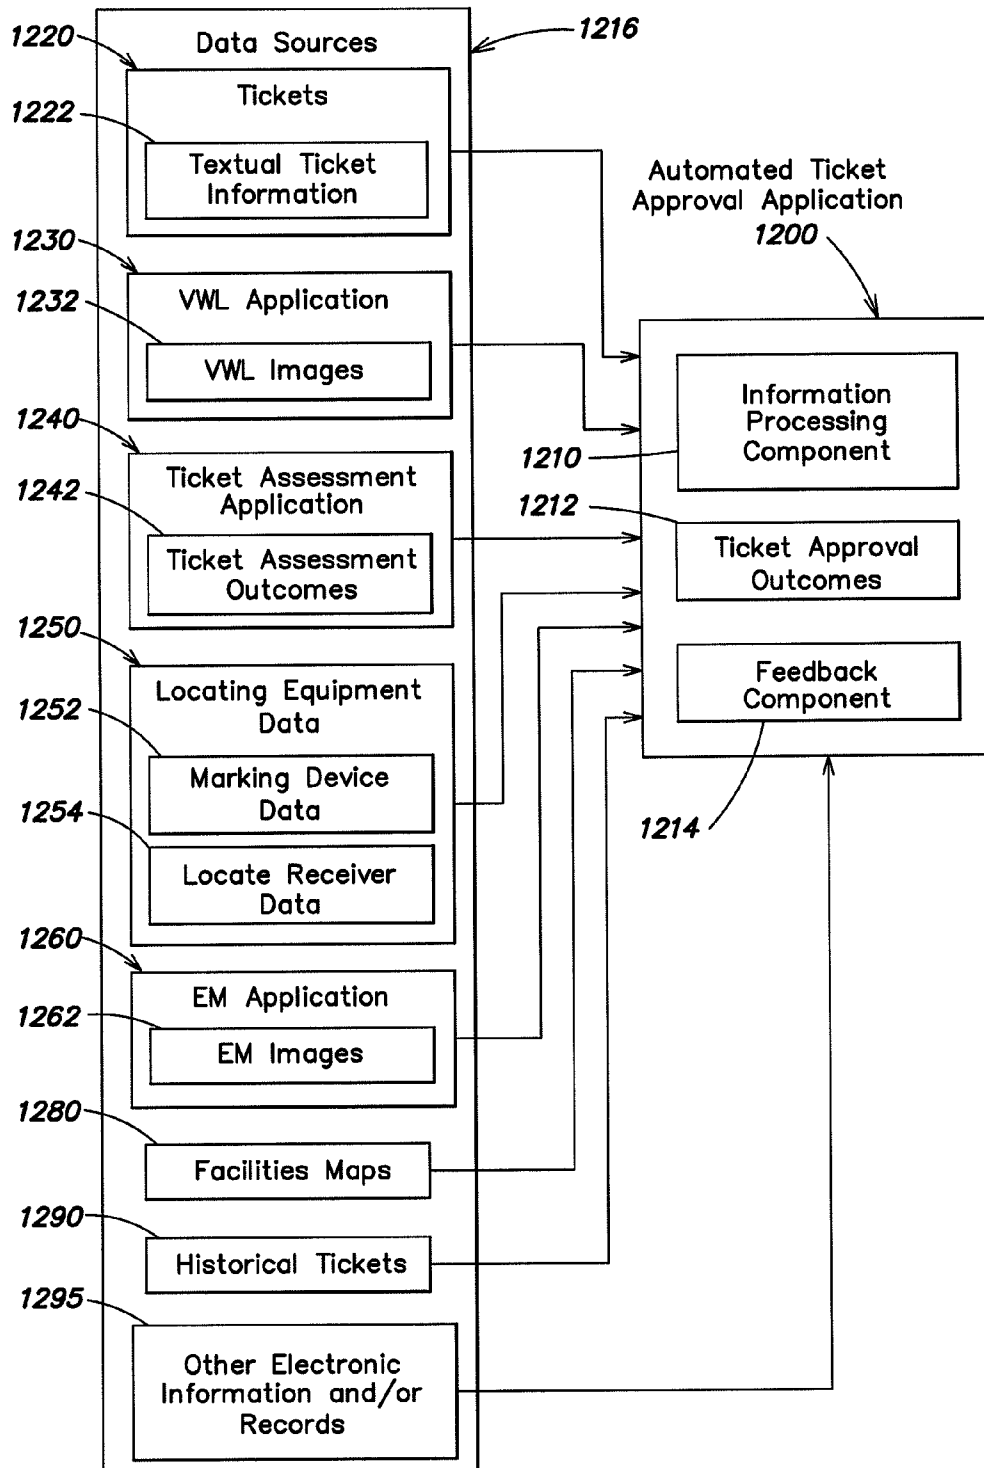 1220
Data Sources
1216
Tickets
1222
Textual Ticket
Information
Automated Ticket
Approval Application
1200
1230
VWL Application
1232
VWL Images
Information
Processing
Component
1210
1240
Ticket Assessment
Application
1242
Ticket Assessment
Outcomes
1212
Ticket Approval
Outcomes
1250
Locating Equipment
Data
Feedback
Component
1252
Marking Device
Data
1214
1254
Locate Receiver
Data
1260
EM Application
1262
EM Images
1280
Facilities Maps
1290
Historical Tickets
1295
Other Electronic
Information and/or
Records